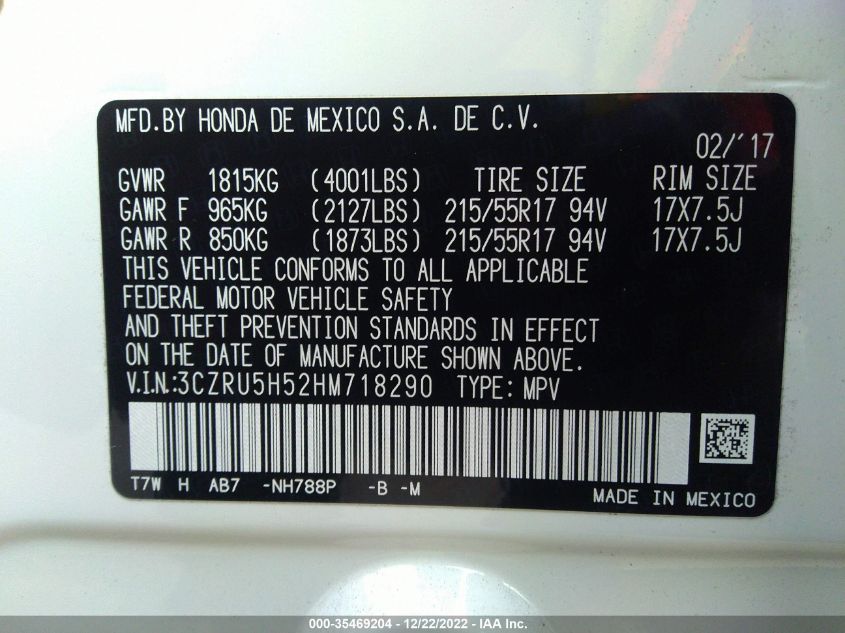 MFD.BY HONDA DE MEXICO S.A. DE C.V.
02/'17
GVWR 1815KG (4001LBS) TIRE SIZE RIM SIZE
GAWR F 965KG (2127LBS) 215/55R17 94V 17X7.5J
GAWR R 850KG (1873LBS) 215/55R17 94V 17X7.5J
THIS VEHICLE CONFORMS TO ALL APPLICABLE
FEDERAL MOTOR VEHICLE SAFETY
AND THEFT PREVENTION STANDARDS IN EFFECT
ON THE DATE OF MANUFACTURE SHOWN ABOVE.
V.I.N.:3CZRU5H52HM718290 TYPE: MPV
T7W H AB7 -NH788P -B -M
MADE IN MEXICO
000-35469204 - 12/22/2022 - IAA Inc.